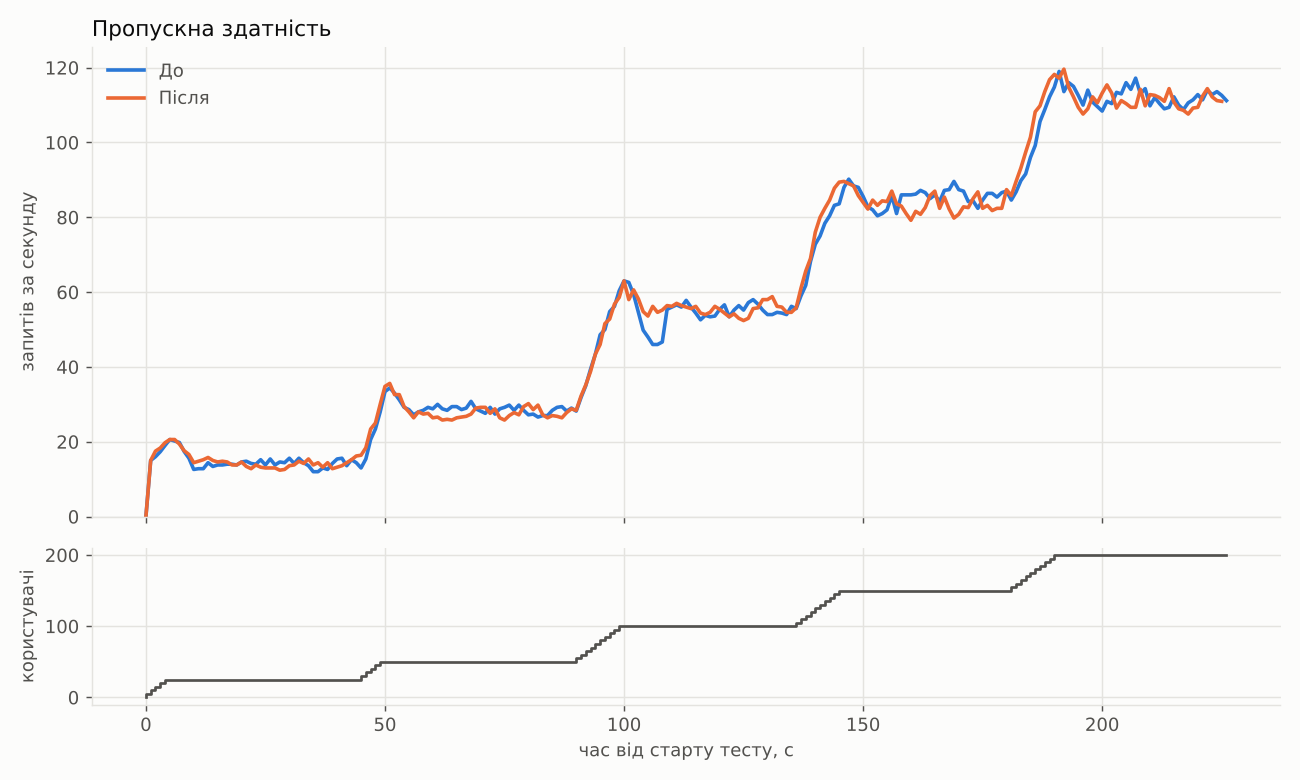 Пропускна здатність
До
Після
запитів за секунду
120
100
80
60
40
20
0
користувачі
200
100
0
0 50 100 150 200
час від старту тесту, с